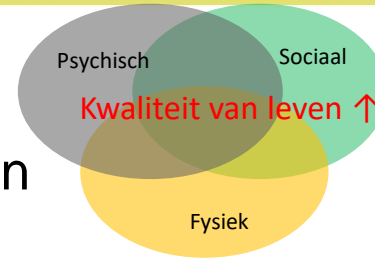 Psychisch
Sociaal
Kwaliteit van leven ↑
n
Fysiek